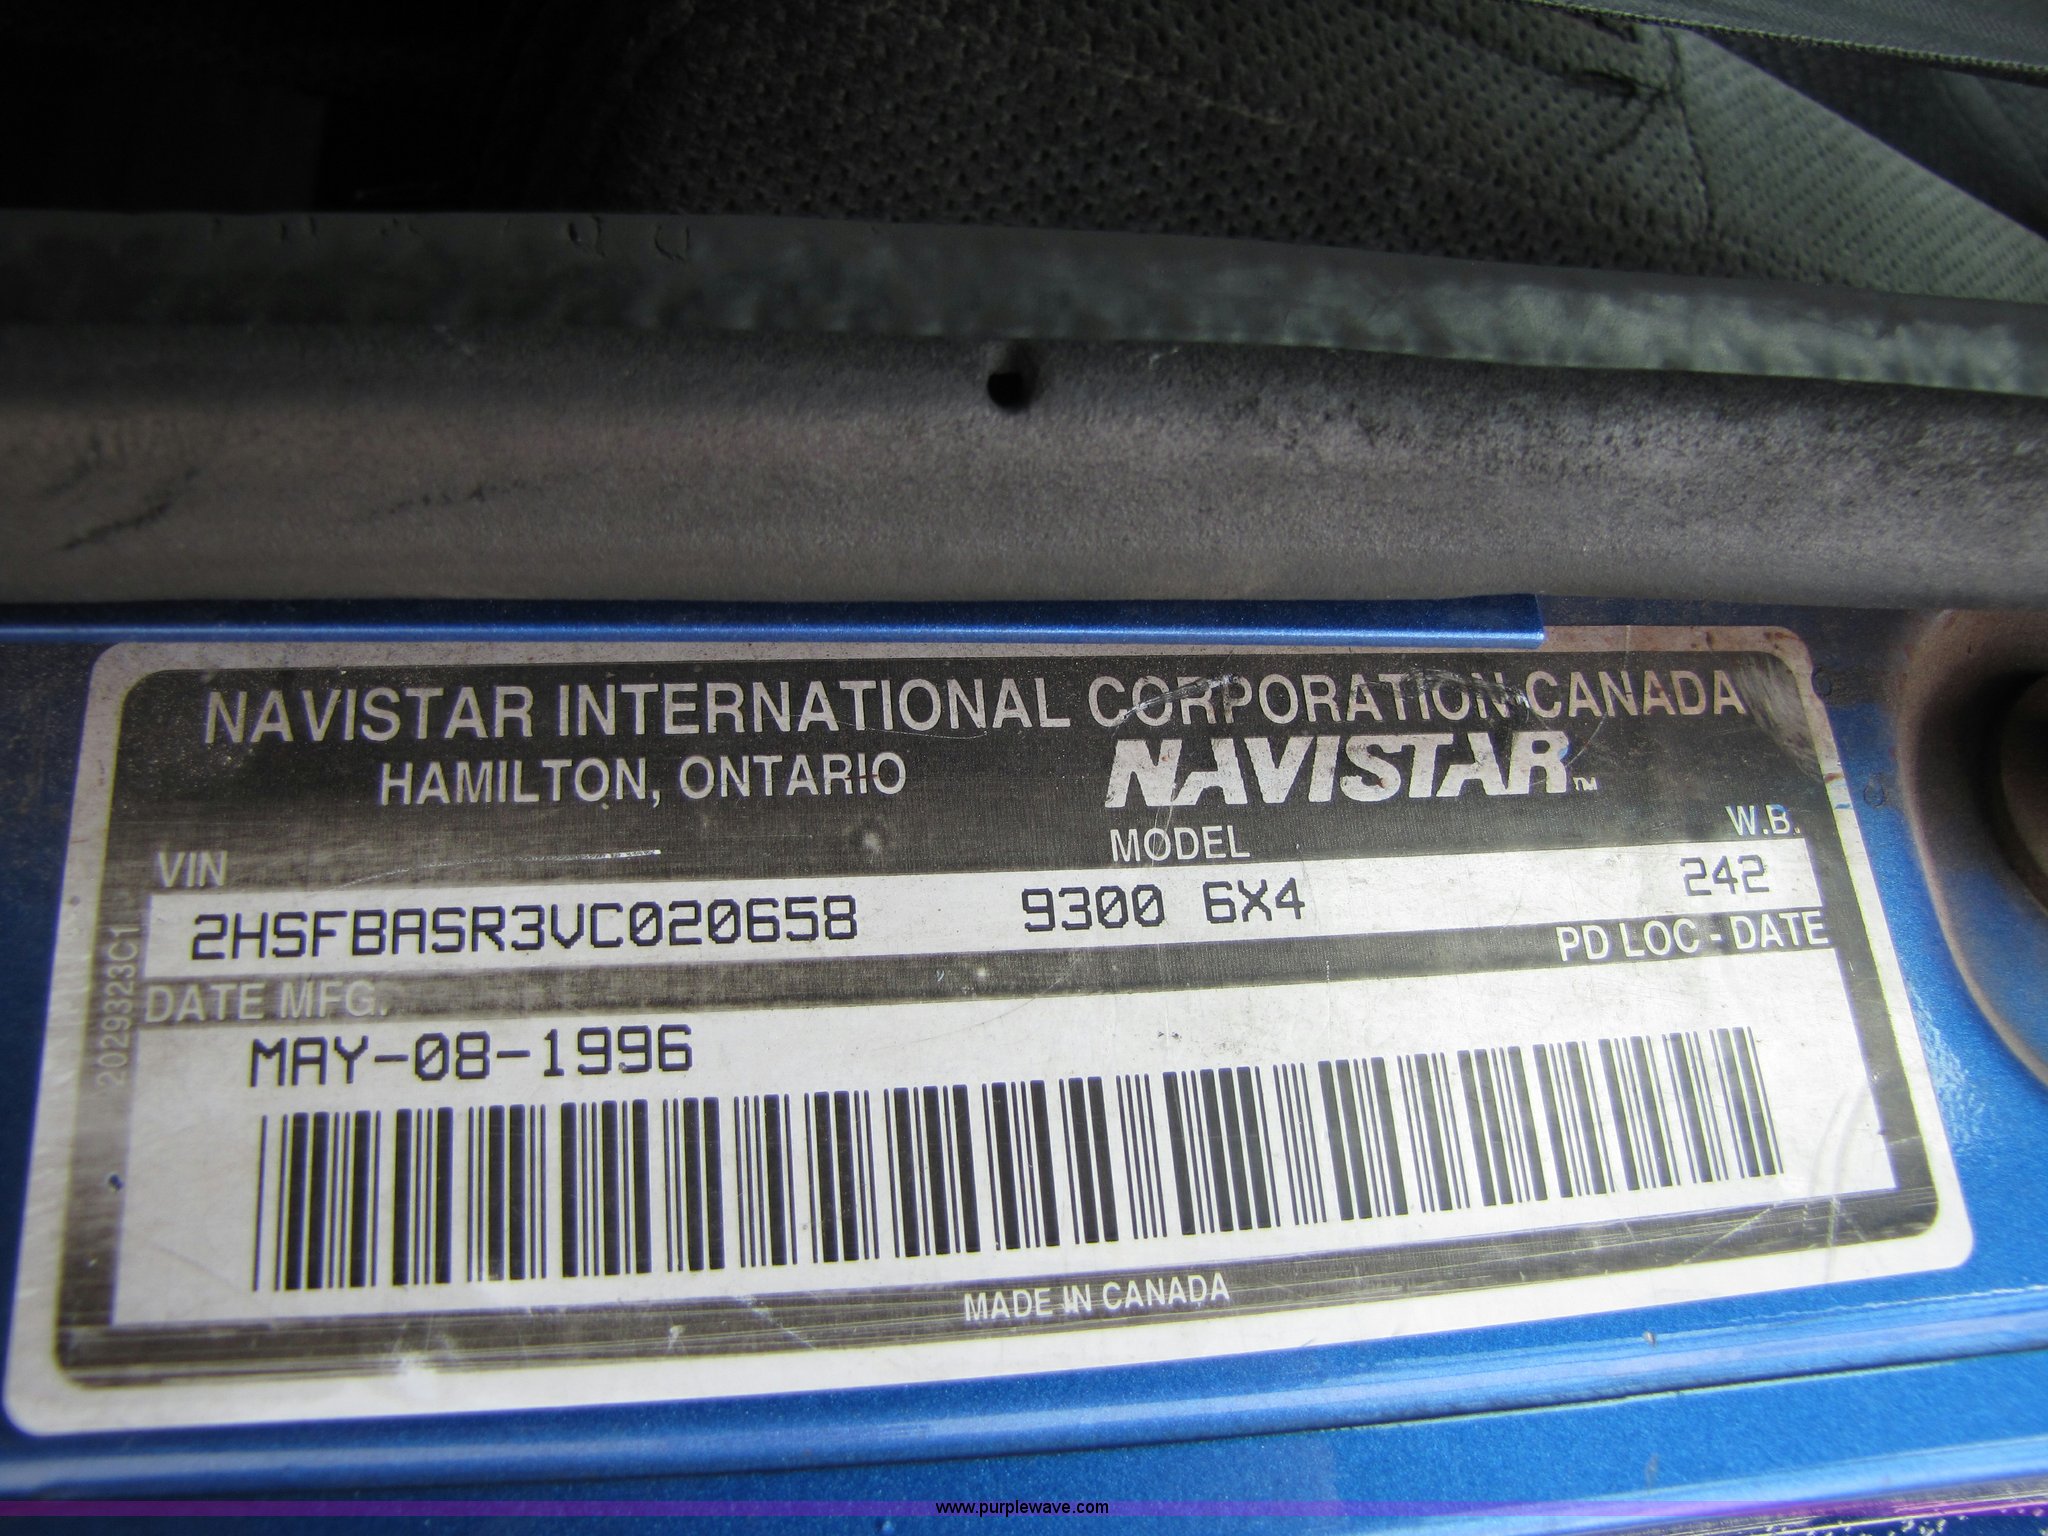 NAVISTAR INTERNATIONAL CORPORATION CANADA
HAMILTON, ONTARIO
NAVISTAR™
VIN
MODEL
W.B.
2HSFBASR3VC020658
9300 6X4
242
DATE MFG.
PD LOC - DATE
MAY-08-1996
2029323C1
MADE IN CANADA
www.purplewave.com